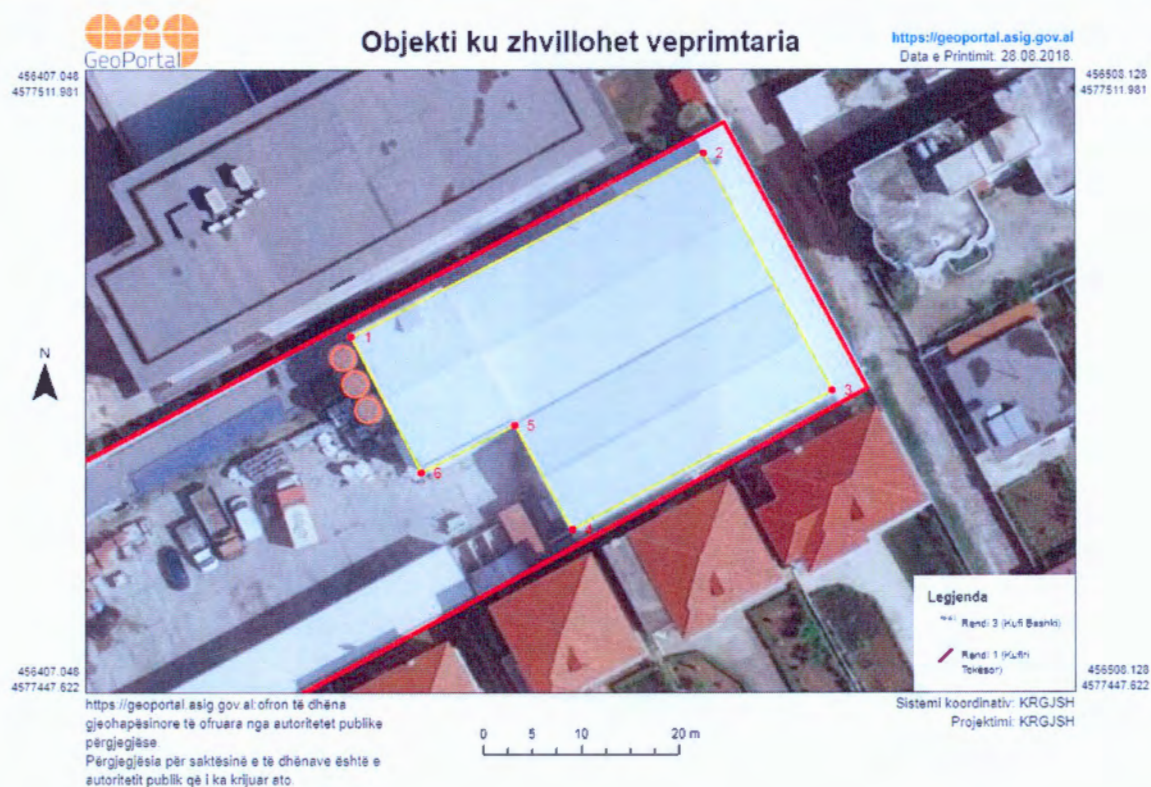 asig
GeoPortal
Objekti ku zhvillohet veprimtaria
https://geoportal.asig.gov.al
Data e Printimit: 28.08.2018
456407.048
4577511.981
456508.128
4577511.981
2
1
3
5
6
4
N
Legjenda
Rendi 3 (Kufi Bashki)
Rendi 1 (Kufiri
Tokësor)
456407.048
4577447.622
456508.128
4577447.622
https://geoportal.asig.gov.al:ofron të dhëna
gjeohapësinore të ofruara nga autoritetet publike
përgjegjëse
Përgjegjësia për saktësinë e të dhënave është e
autoritetit publik që i ka krijuar ato.
Sistemi koordinativ: KRGJSH
Projektimi: KRGJSH
0 5 10 20 m